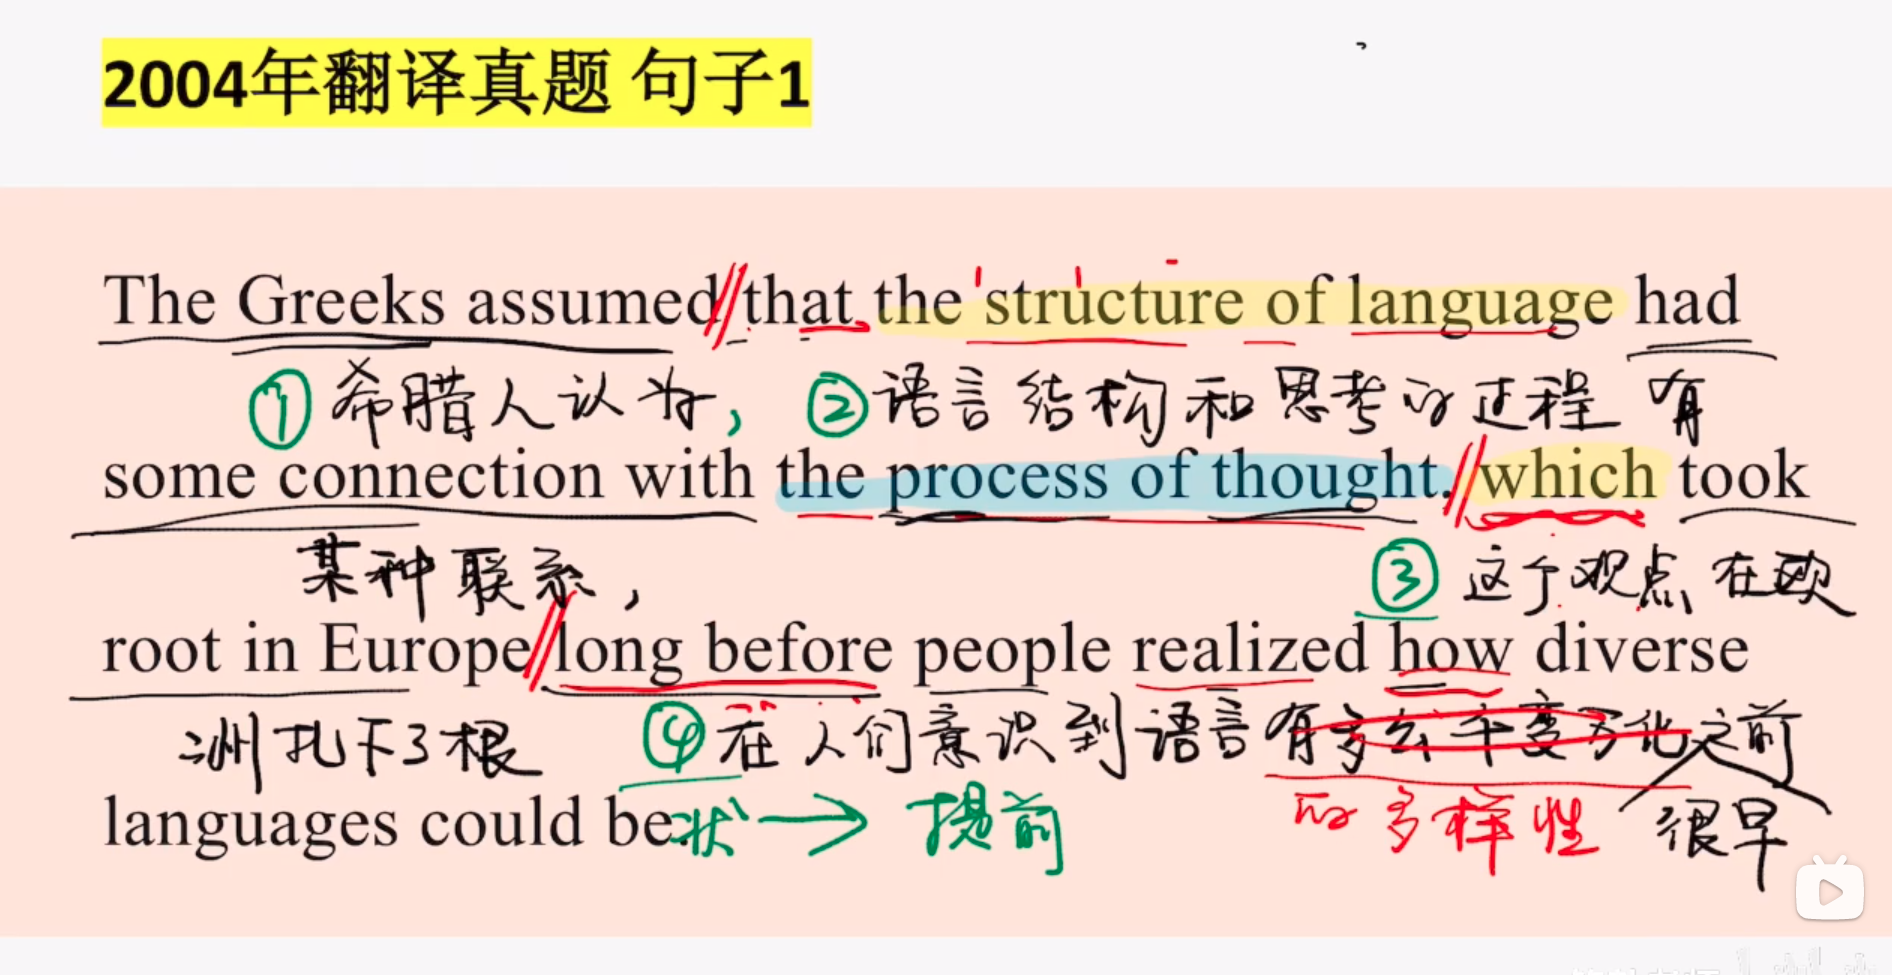 2004年翻译真题 句子1
The Greeks assumed // that the structure of language had
① 希腊人认为, ② 语言结构和思考的过程 有
some connection with the process of thought. // which took
某种联系, ③ 这个观点在欧
root in Europe // long before people realized how diverse
洲扎下了根 ④ 在人们意识到语言有多么千变万化之前
languages could be. 状 → 提前 的多样性 很早